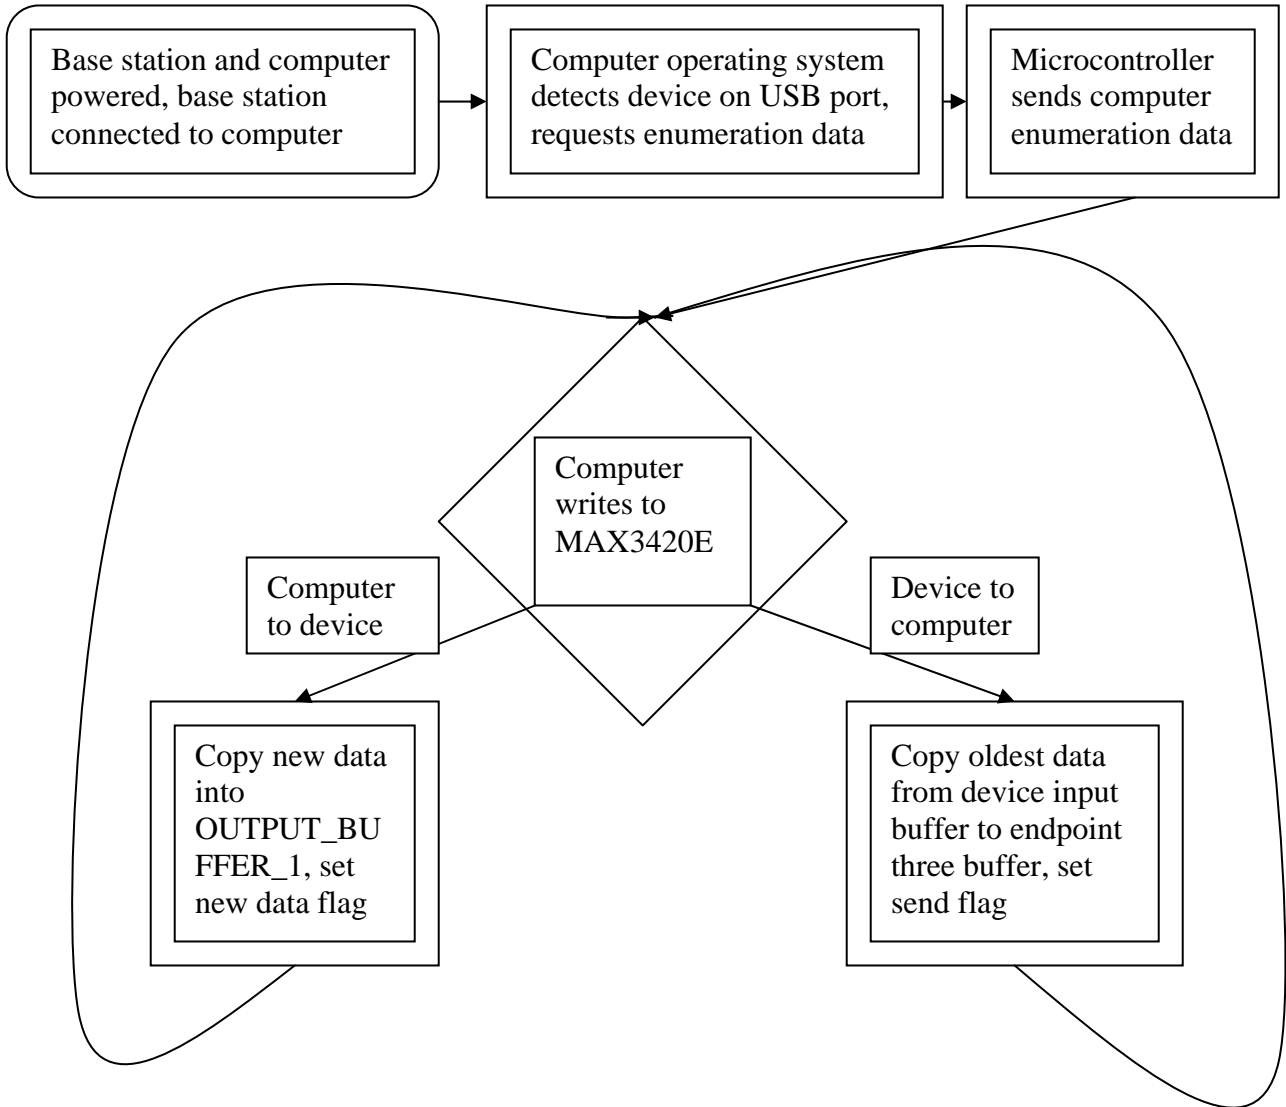 Base station and computer
powered, base station
connected to computer
Computer operating system
detects device on USB port,
requests enumeration data
Microcontroller
sends computer
enumeration data
Computer
writes to
MAX3420E
Computer
to device
Device to
computer
Copy new data
into
OUTPUT_BU
FFER_1, set
new data flag
Copy oldest data
from device input
buffer to endpoint
three buffer, set
send flag